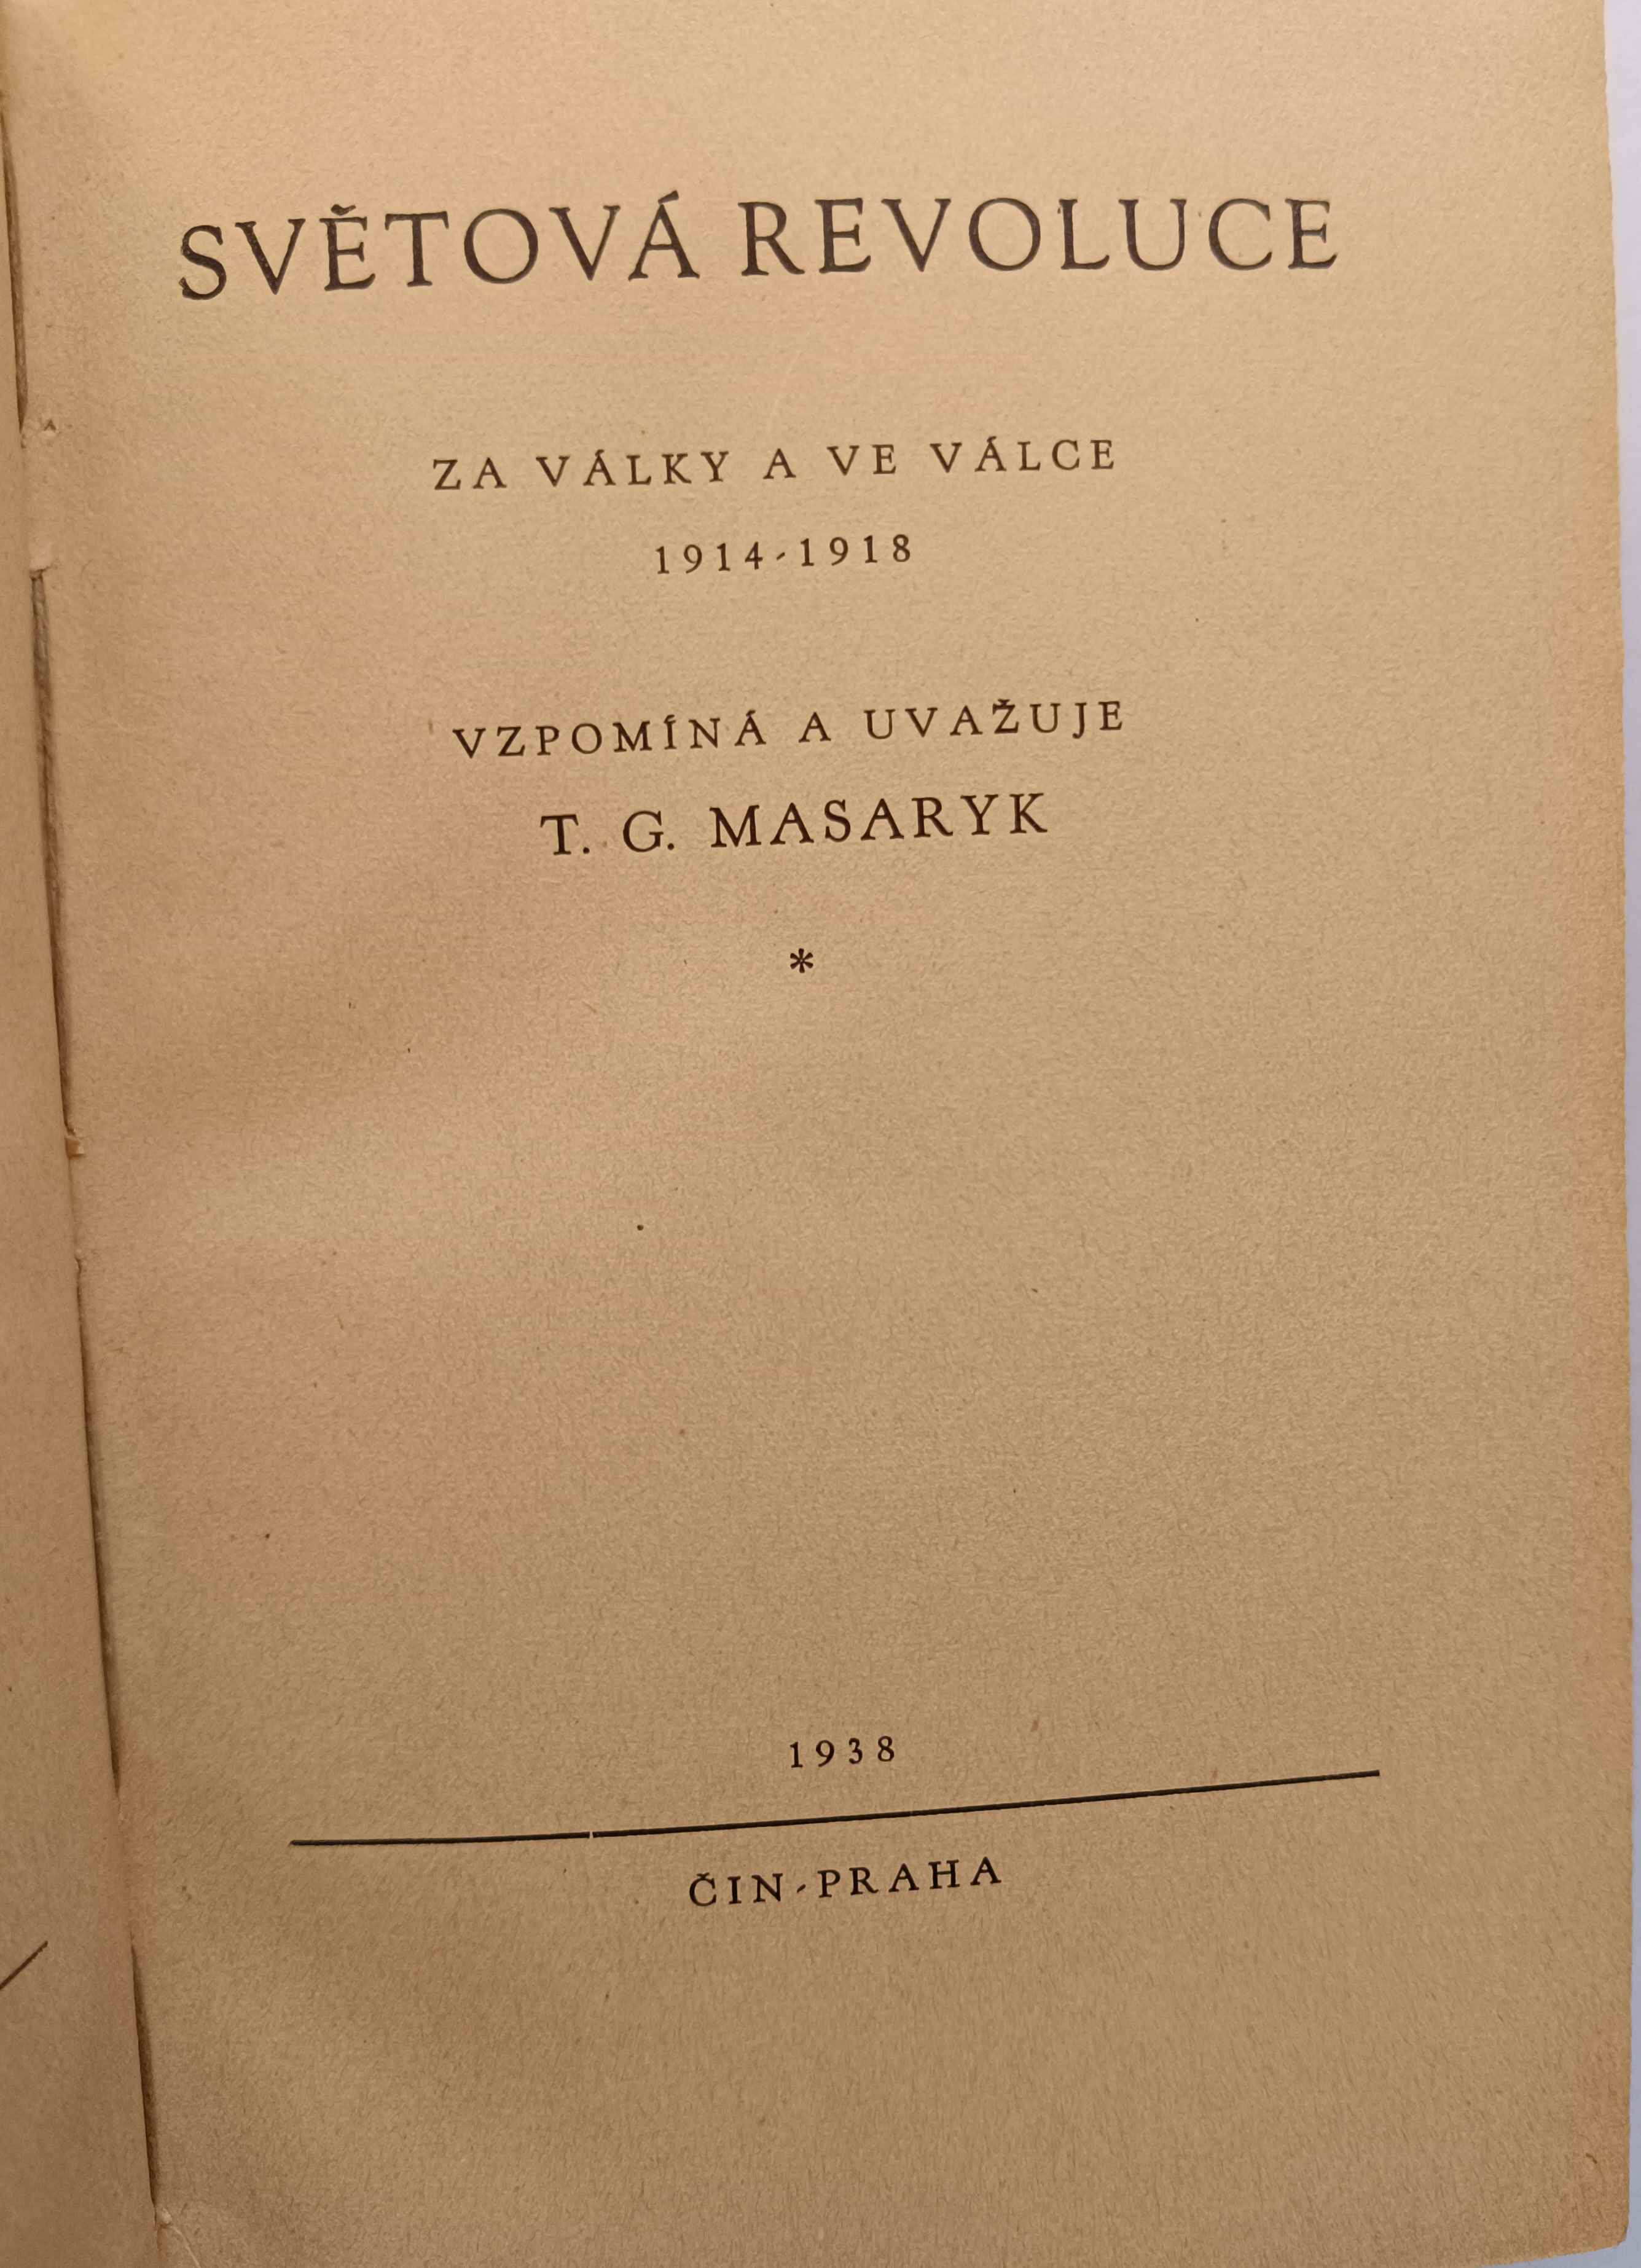 SVĚTOVÁ REVOLUCE
ZA VÁLKY A VE VÁLCE
1914-1918
VZPOMÍNÁ A UVAŽUJE
T. G. MASARYK
*
1938
ČIN-PRAHA